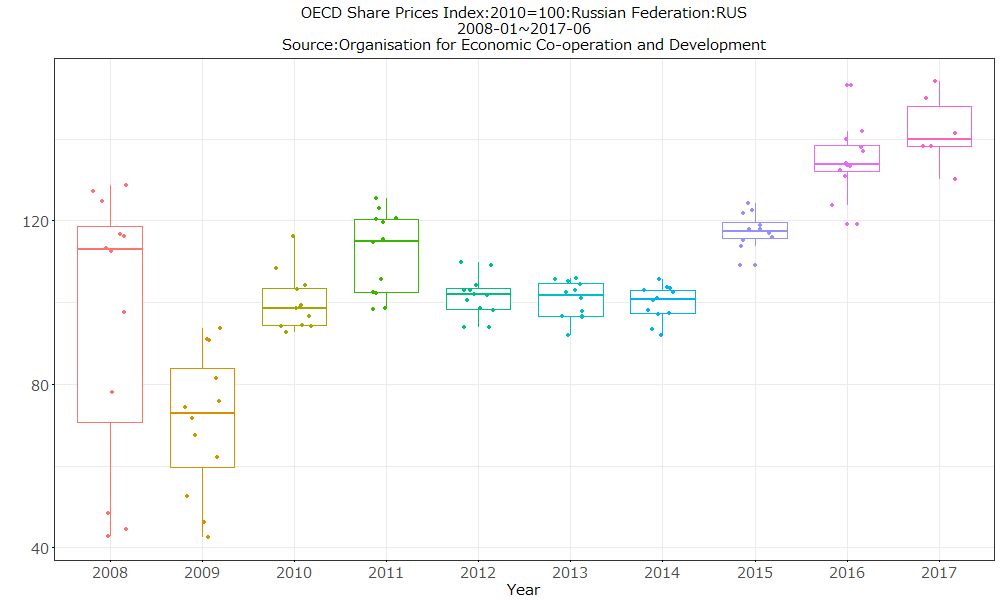 OECD Share Prices Index:2010=100:Russian Federation:RUS
2008-01~2017-06
Source:Organisation for Economic Co-operation and Development
120
80
40
2008 2009 2010 2011 2012 2013 2014 2015 2016 2017
Year